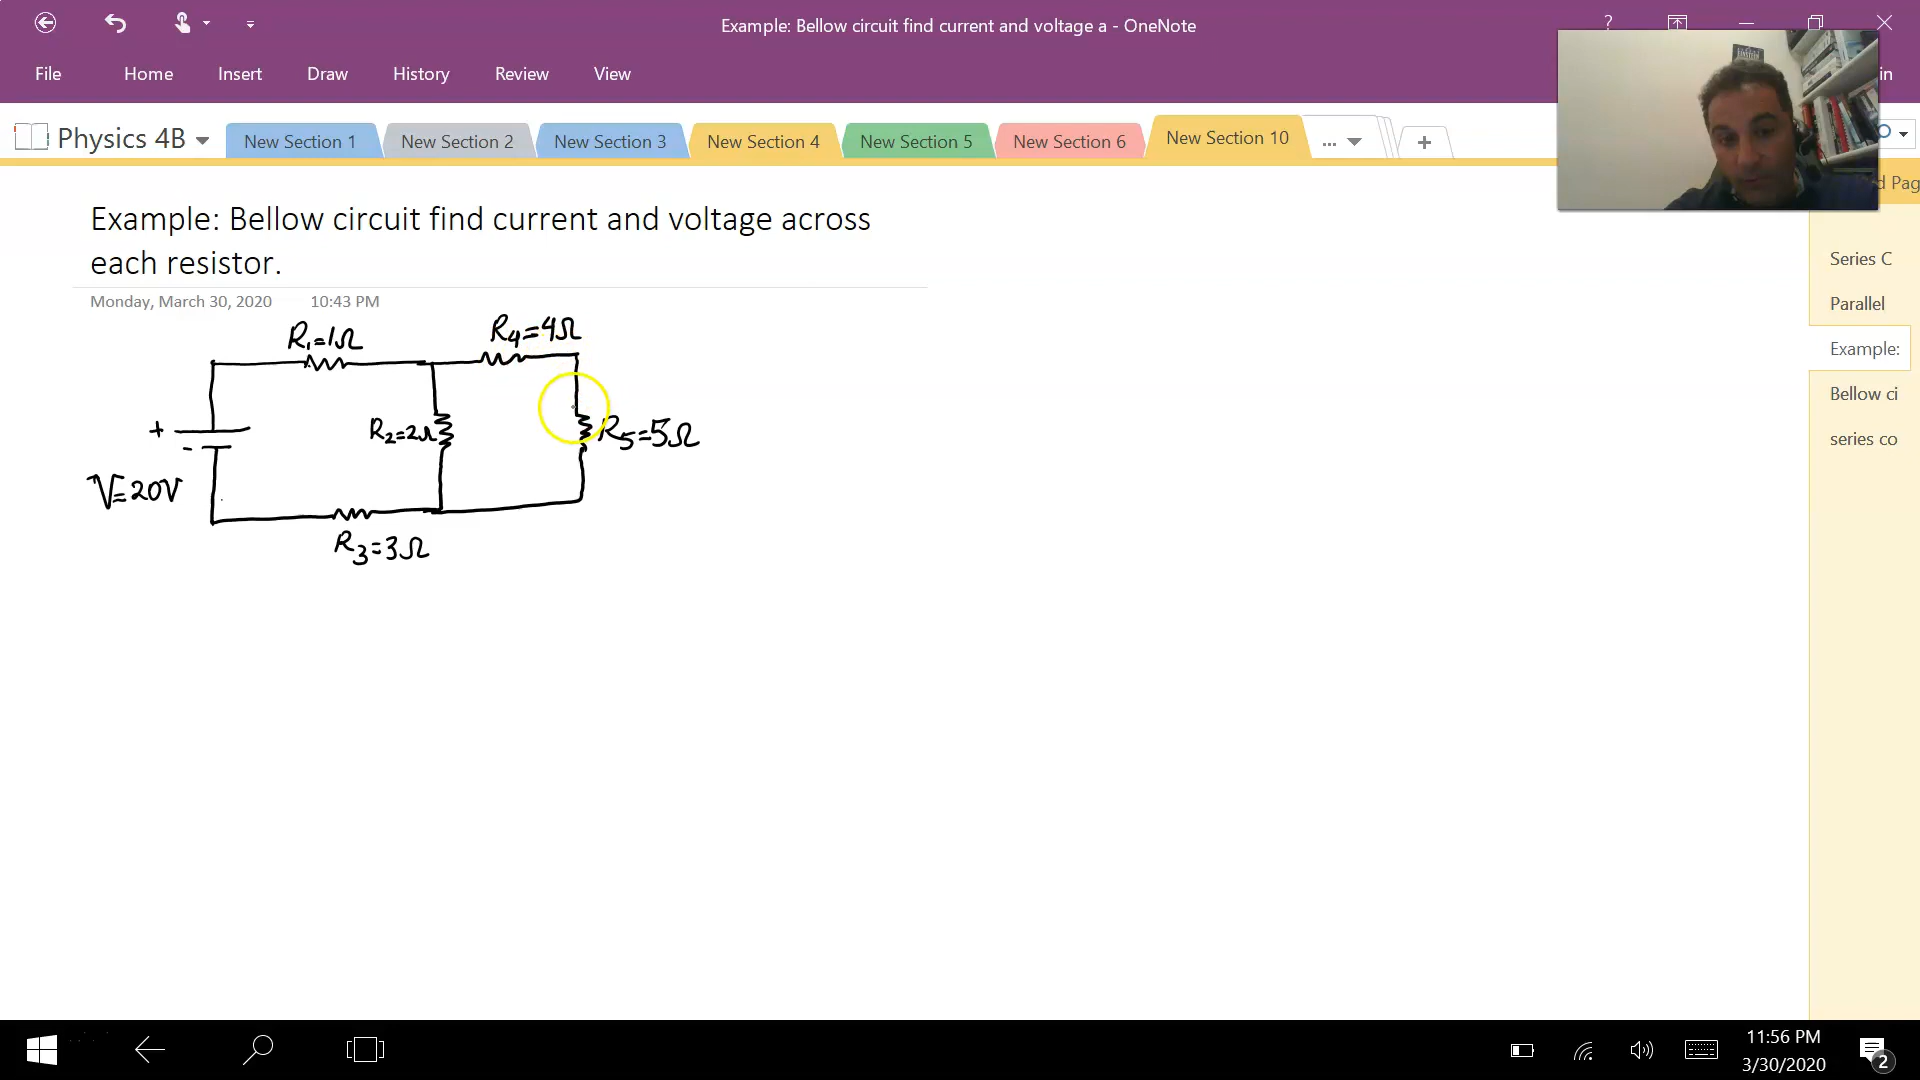 Example: Bellow circuit find current and voltage a - OneNote
?
File Home Insert Draw History Review View
in
Physics 4B
New Section 1 New Section 2 New Section 3 New Section 4 New Section 5 New Section 6 New Section 10 ... +
d Pag
Example: Bellow circuit find current and voltage across
each resistor.
Monday, March 30, 2020 10:43 PM
Series C
Parallel
Example:
Bellow ci
series co
R₁=1Ω
R₄=4Ω
+
R₂=2Ω
R₅=5Ω
-
V=20V
R₃=3Ω
11:56 PM
3/30/2020
2